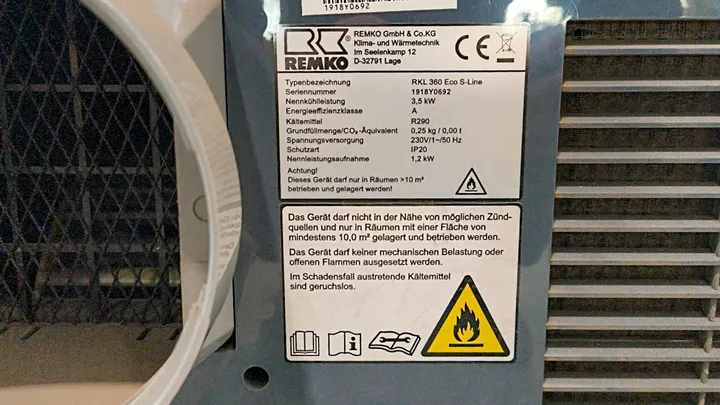 1918Y0692
REMKO
REMKO GmbH & Co.KG
Klima- und Wärmetechnik
Im Seelenkamp 12
D-32791 Lage
CE
Typenbezeichnung RKL 360 Eco S-Line
Seriennummer 1918Y0692
Nennkühlleistung 3,5 kW
Energieeffizienzklasse A
Kältemittel R290
Grundfüllmenge/CO₂-Äquivalent 0,25 kg / 0,00 t
Spannungsversorgung 230V/1~/50 Hz
Schutzart IP20
Nennleistungsaufnahme 1,2 kW
Achtung!
Dieses Gerät darf nur in Räumen >10 m²
betrieben und gelagert werden!
Das Gerät darf nicht in der Nähe von möglichen Zünd-
quellen und nur in Räumen mit einer Fläche von
mindestens 10,0 m² gelagert und betrieben werden.
Das Gerät darf keiner mechanischen Belastung oder
offenen Flammen ausgesetzt werden.
Im Schadensfall austretende Kältemittel
sind geruchslos.